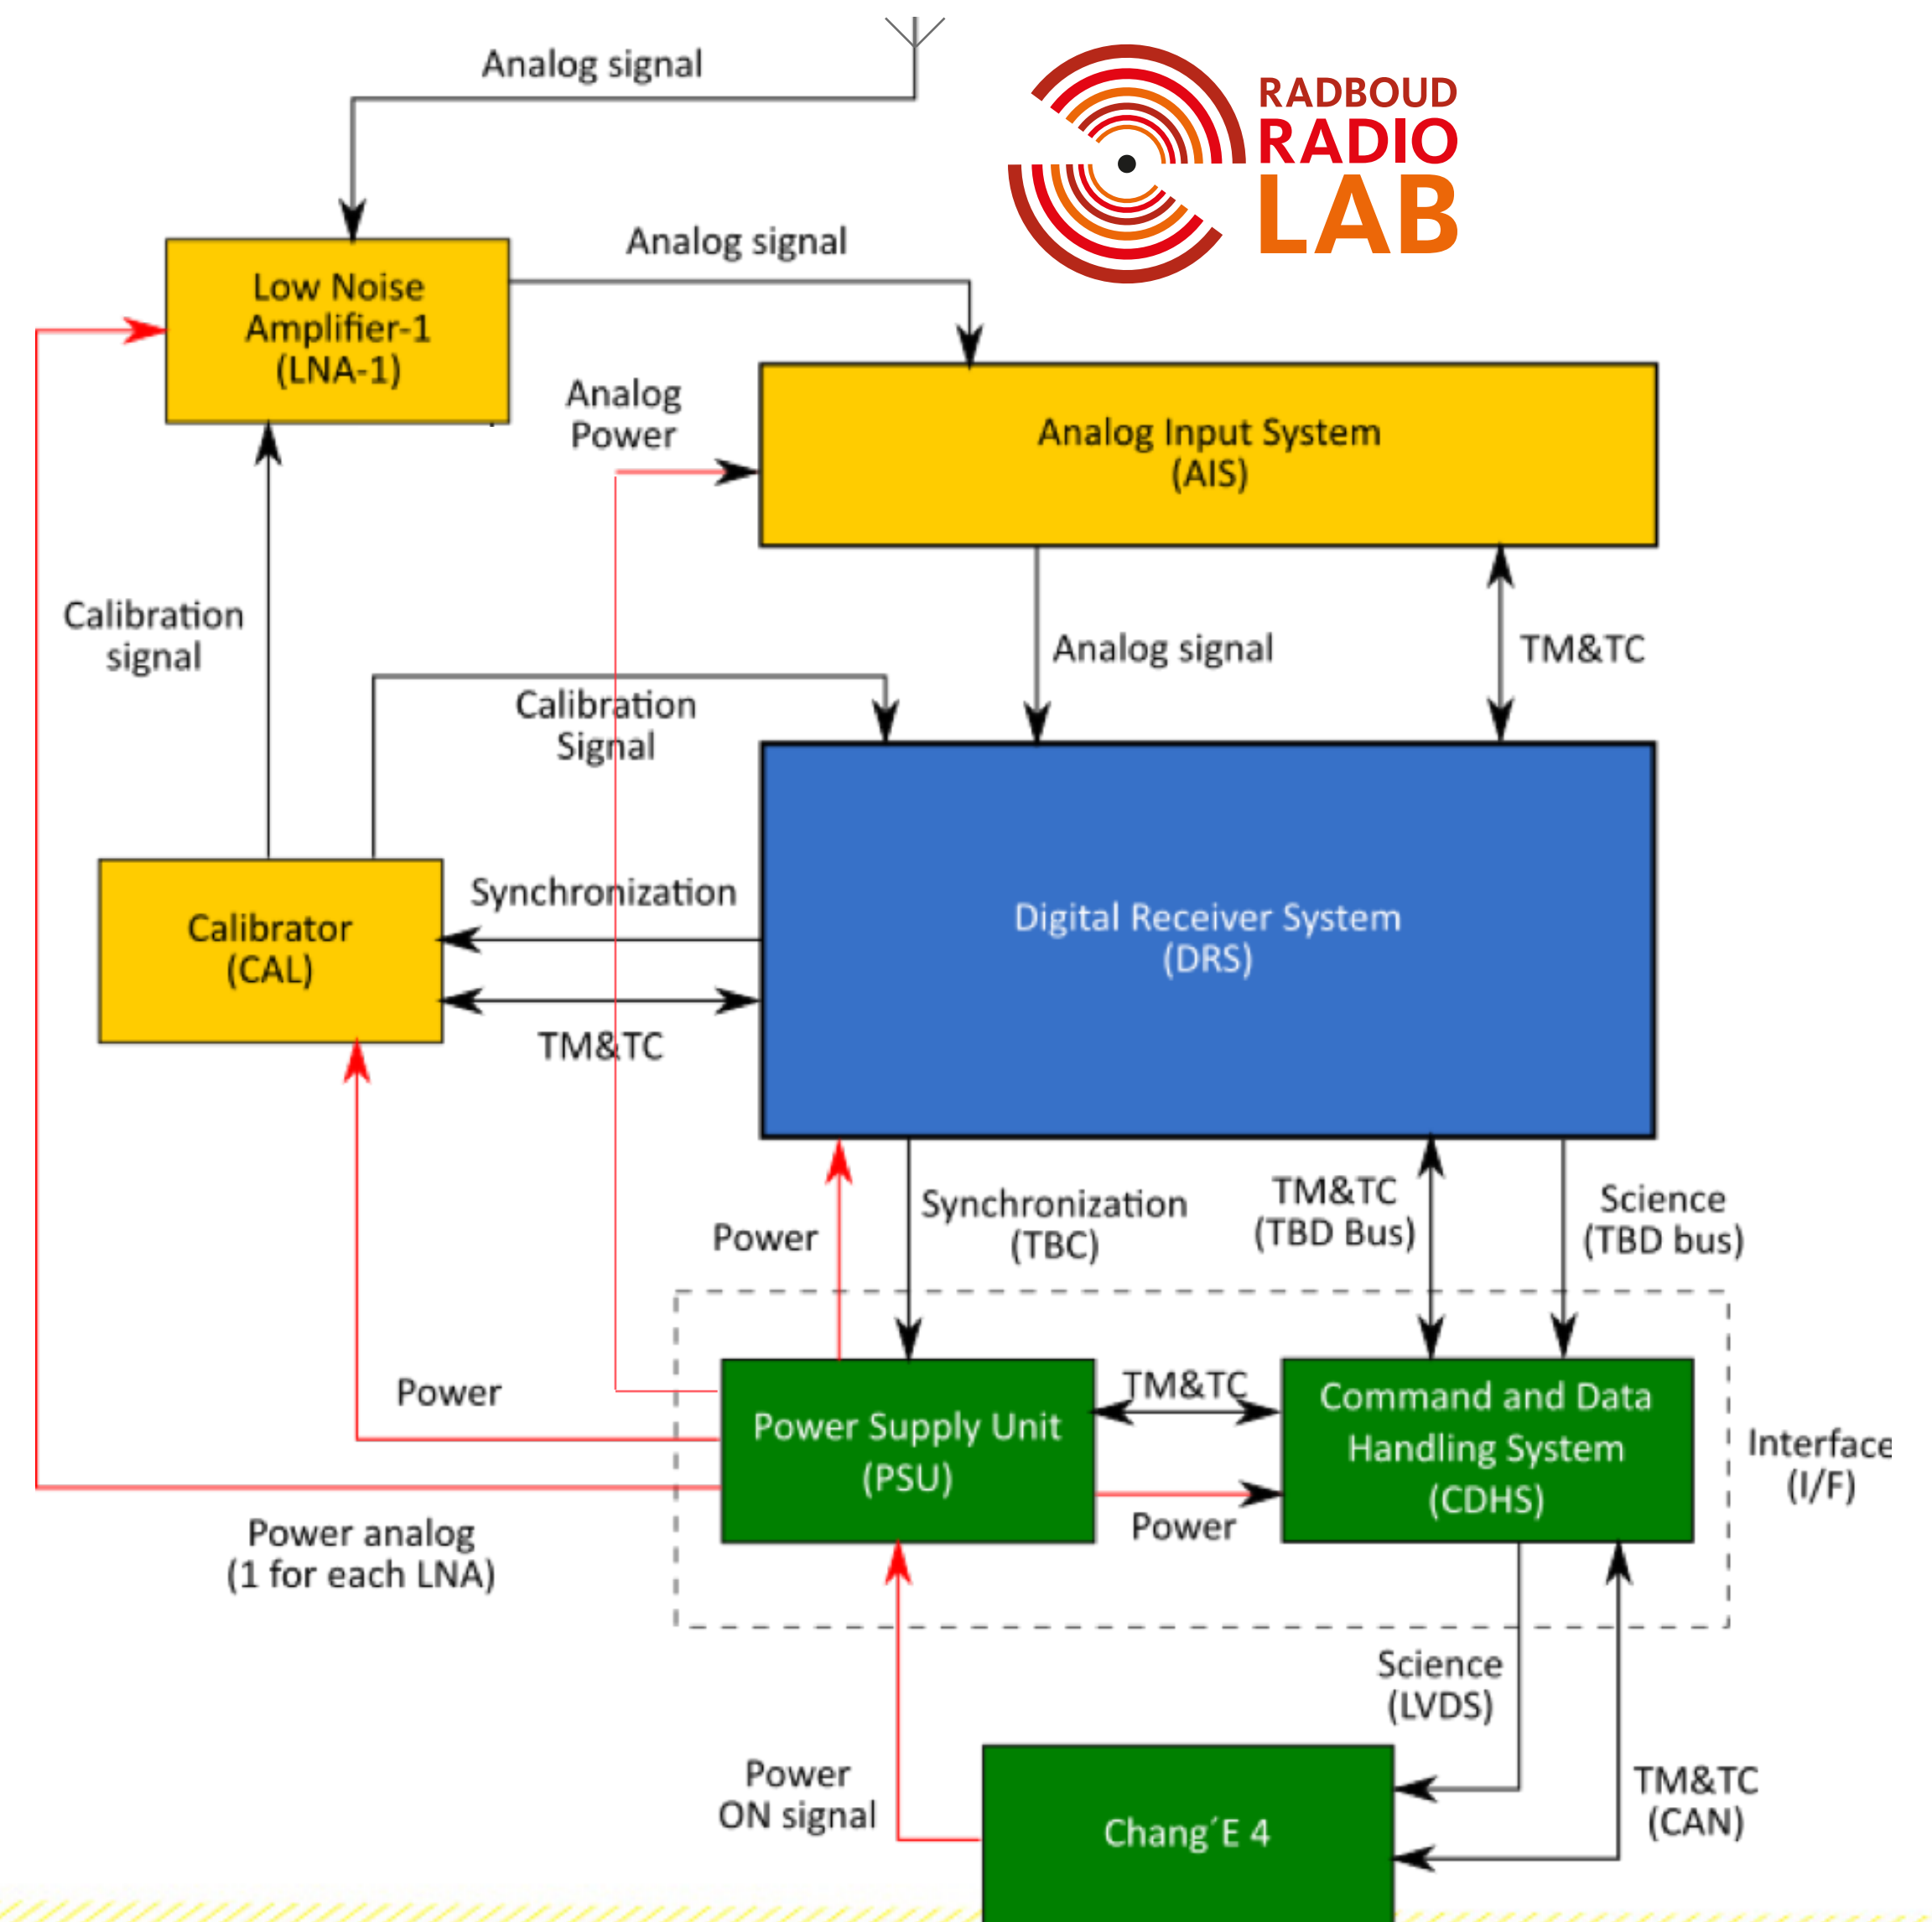 Analog signal
RADBOUD
RADIO
LAB
Analog signal
Low Noise
Amplifier-1
(LNA-1)
Analog
Power
Analog Input System
(AIS)
Calibration
signal
Analog signal
TM&TC
Calibration
Signal
Synchronization
Calibrator
(CAL)
Digital Receiver System
(DRS)
TM&TC
Power
Synchronization
(TBC)
TM&TC
(TBD Bus)
Science
(TBD bus)
Power
TM&TC
Power Supply Unit
(PSU)
Command and Data
Handling System
(CDHS)
Interface
(I/F)
Power
Power analog
(1 for each LNA)
Science
(LVDS)
Power
ON signal
Chang´E 4
TM&TC
(CAN)